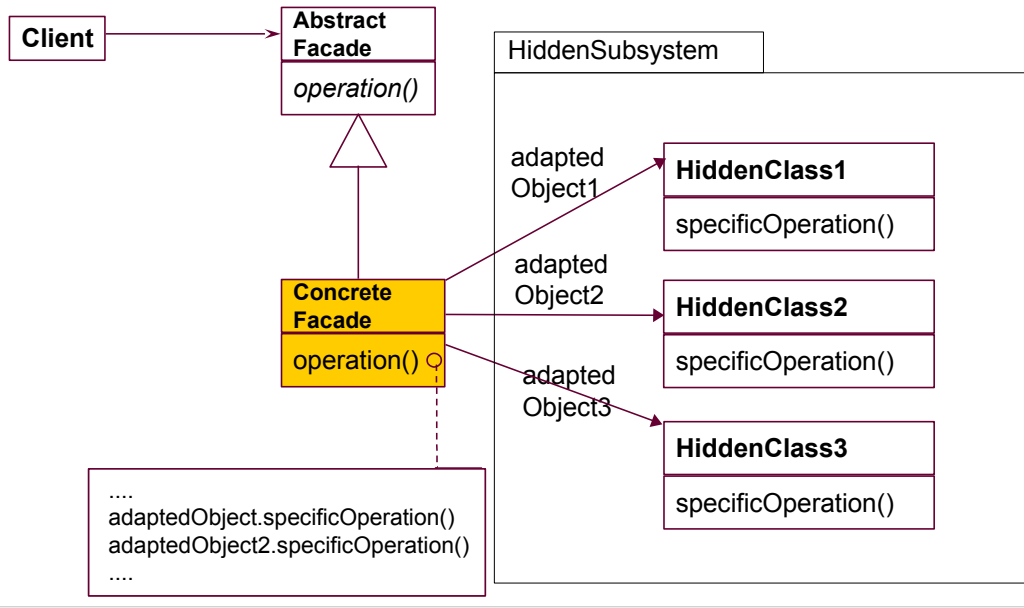 Client
Abstract
Facade
operation()
HiddenSubsystem
adapted
Object1
HiddenClass1
specificOperation()
adapted
Object2
HiddenClass2
specificOperation()
Concrete
Facade
operation()
adapted
Object3
HiddenClass3
specificOperation()
....
adaptedObject.specificOperation()
adaptedObject2.specificOperation()
....